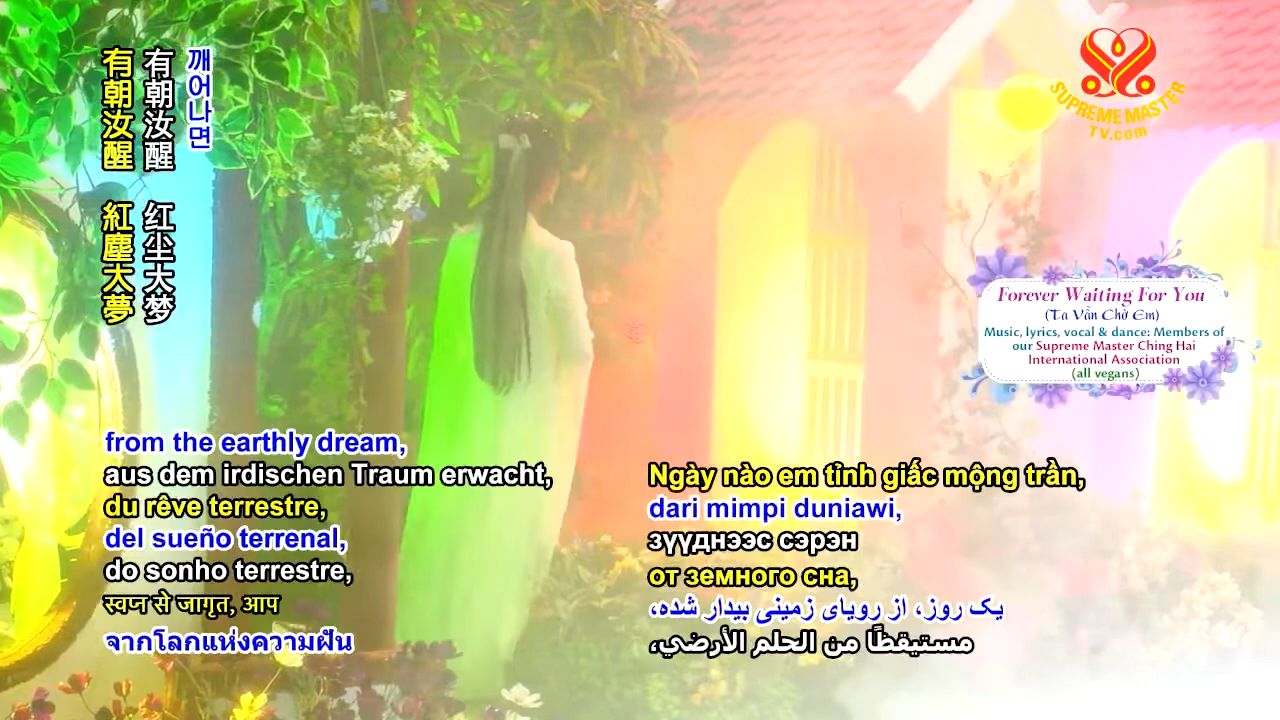 깨어나면
有朝汝醒 红尘大梦
有朝汝醒 紅塵大夢
SUPREME MASTER
TV.com
Forever Waiting For You
(Ta Vẫn Chờ Em)
Music, lyrics, vocal & dance: Members of
our Supreme Master Ching Hai
International Association
(all vegans)
from the earthly dream,
aus dem irdischen Traum erwacht,
du rêve terrestre,
del sueño terrenal,
do sonho terrestre,
स्वप्न से जागृत, आप
จากโลกแห่งความฝัน
Ngày nào em tỉnh giấc mộng trần,
dari mimpi duniawi,
зүүднээс сэрэн
от земного сна,
یک روز، از رویای زمینی بیدار شده،
مستيقظًا من الحلم الأرضي،